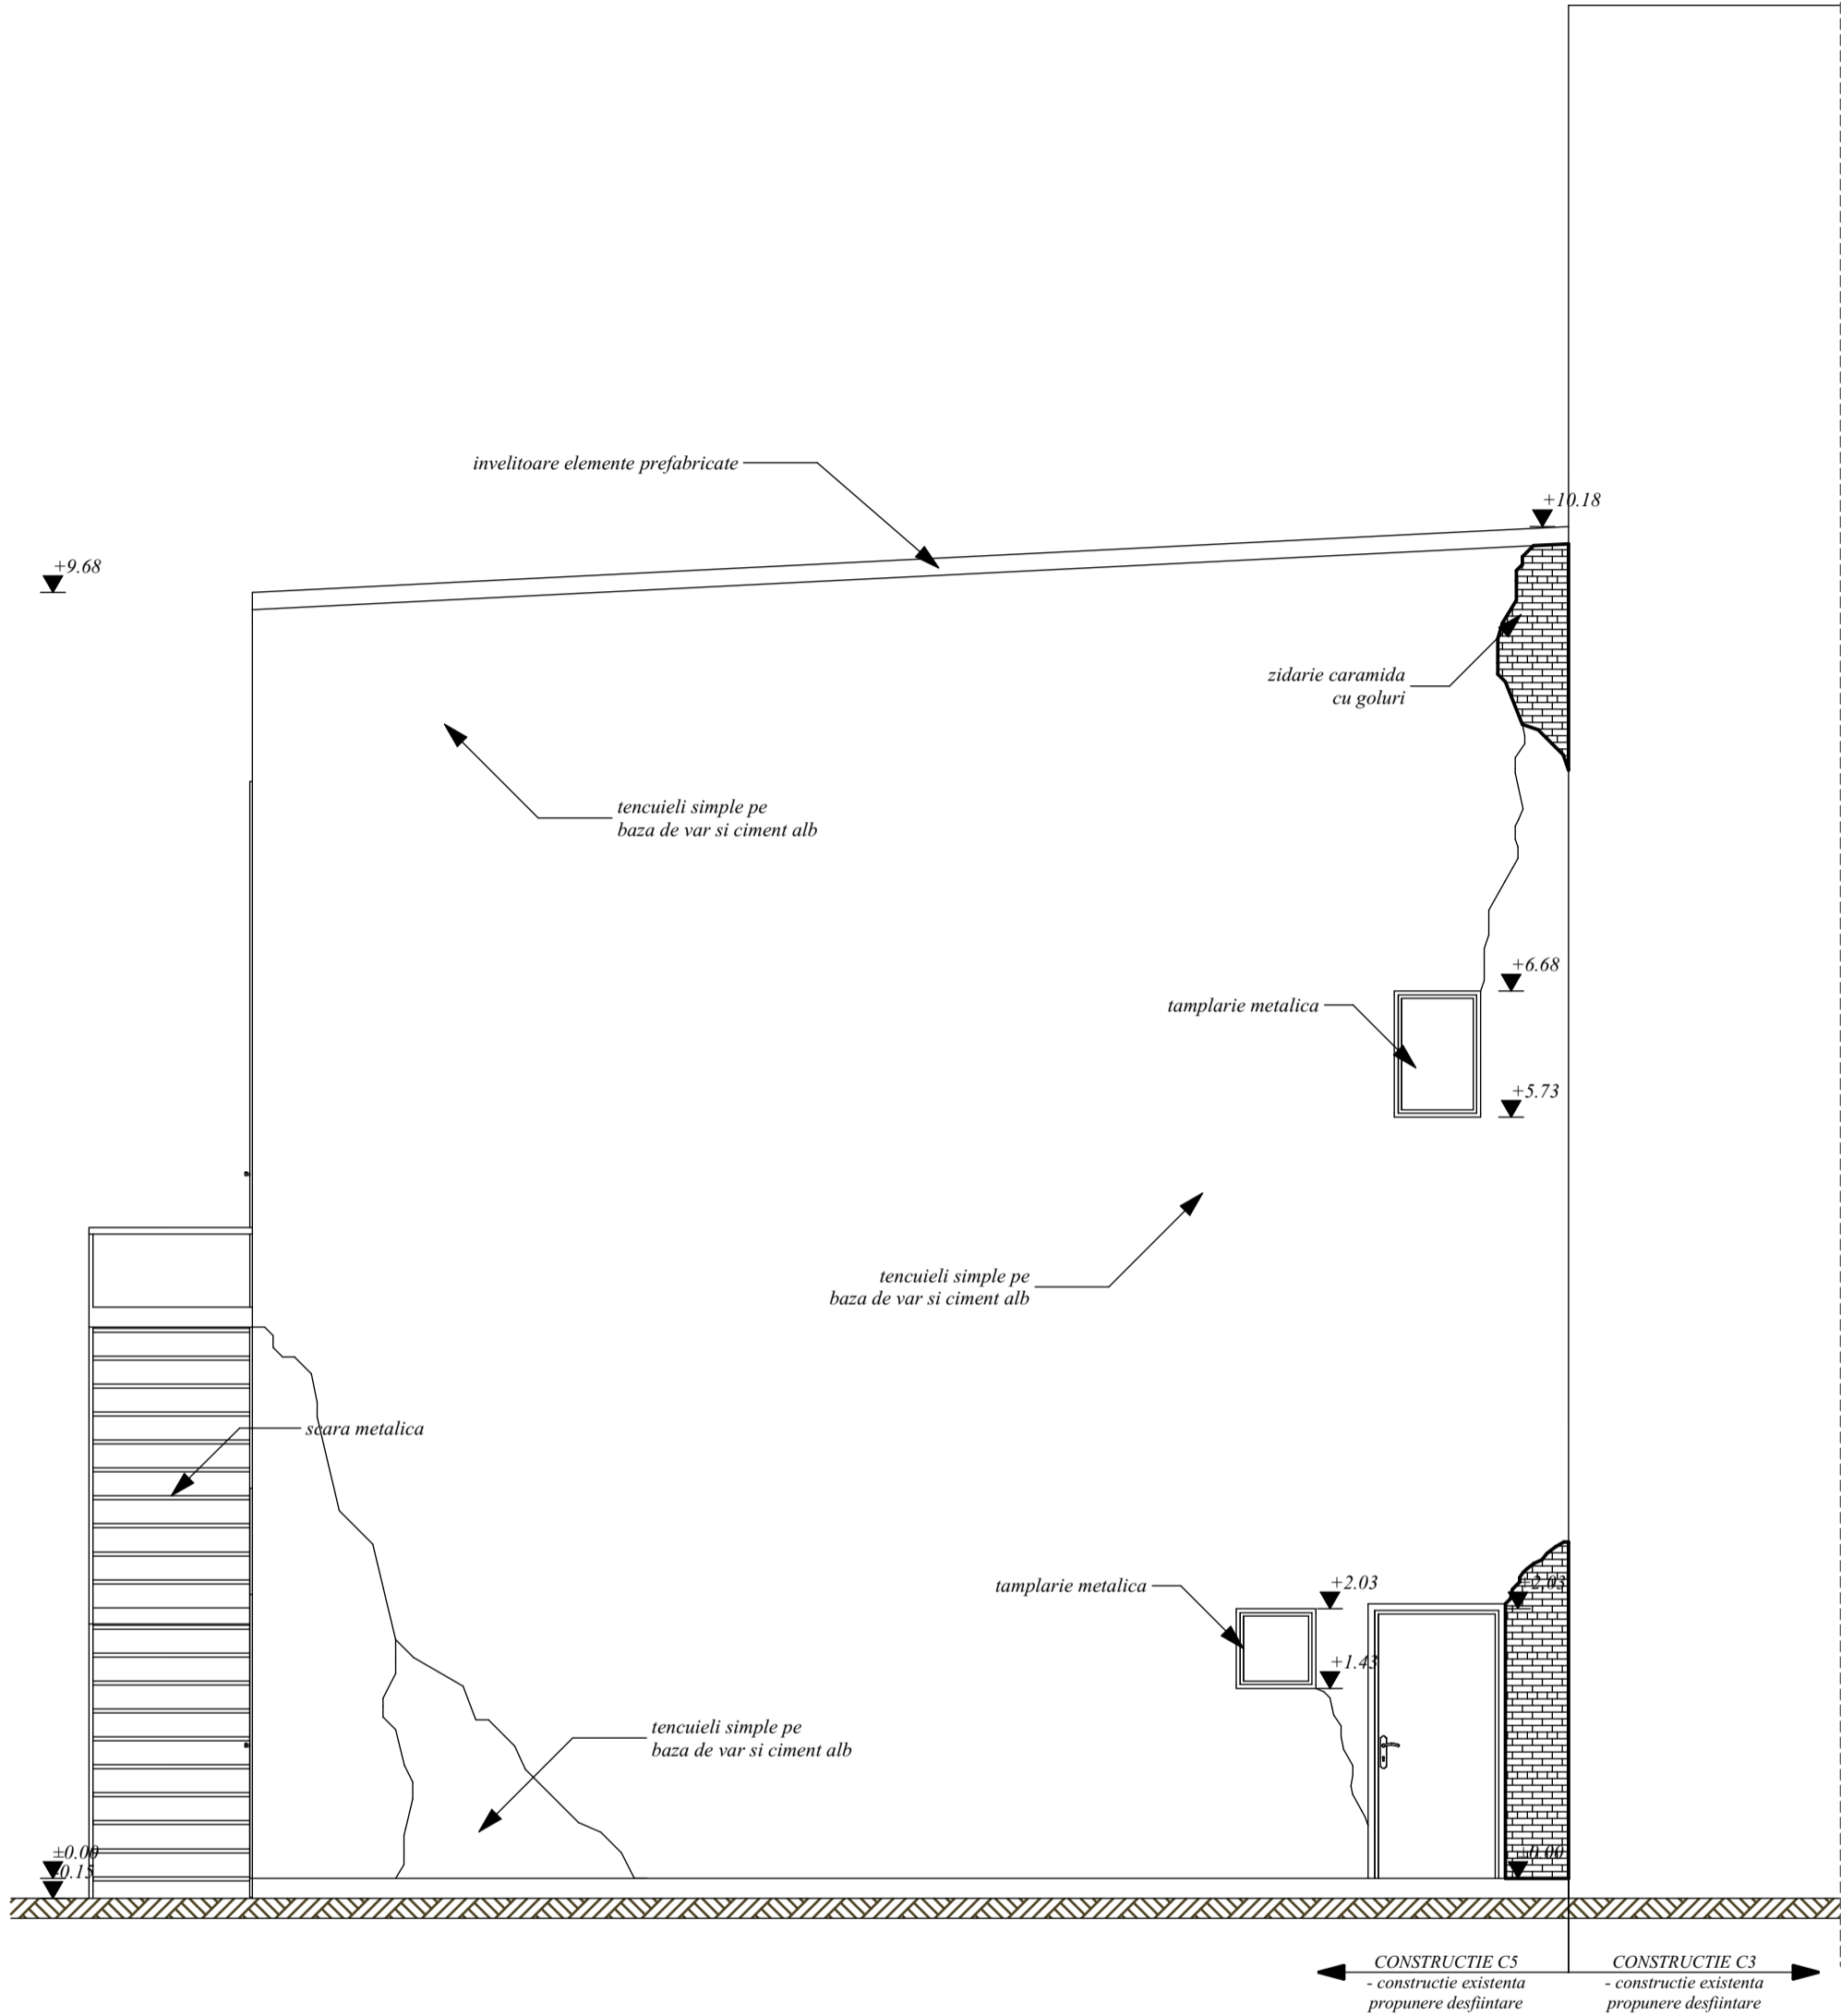 invelitoare elemente prefabricate
+10.18
+9.68
zidarie caramida
cu goluri
tencuieli simple pe
baza de var si ciment alb
+6.68
tamplarie metalica
+5.73
tencuieli simple pe
baza de var si ciment alb
scara metalica
tamplarie metalica
+2.03
+2.03
+1.43
tencuieli simple pe
baza de var si ciment alb
±0.00
-0.15
±0.00
CONSTRUCTIE C5
- constructie existenta
propunere desfiintare
CONSTRUCTIE C3
- constructie existenta
propunere desfiintare